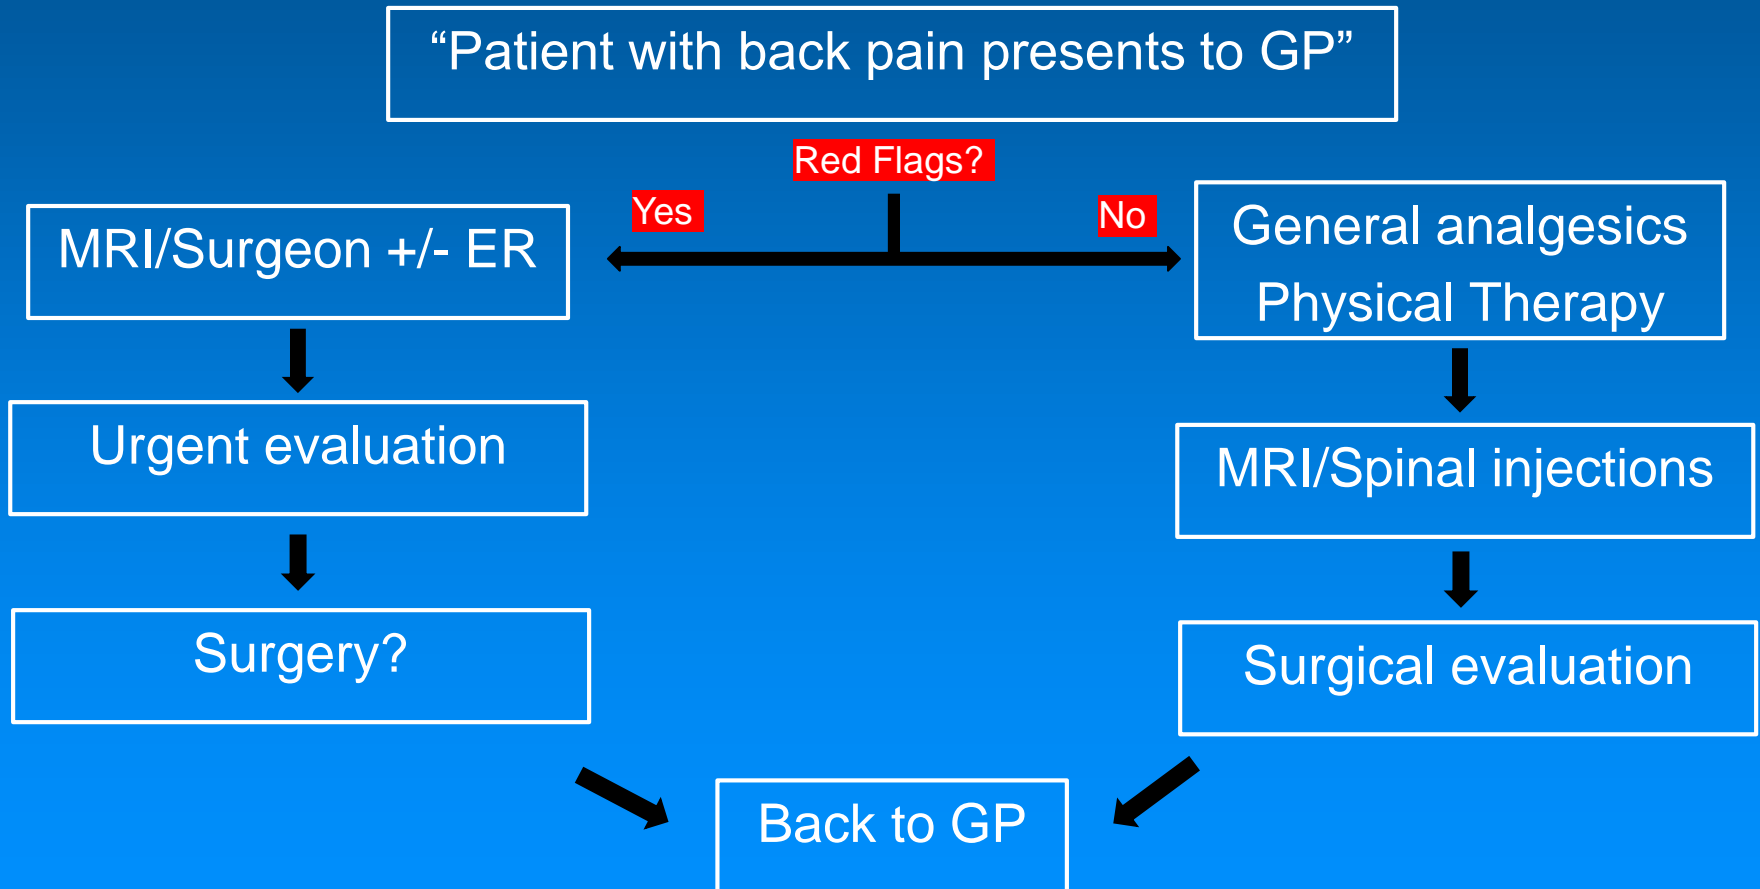 “Patient with back pain presents to GP”
Red Flags?
Yes
No
MRI/Surgeon +/- ER
General analgesics
Physical Therapy
Urgent evaluation
MRI/Spinal injections
Surgery?
Surgical evaluation
Back to GP